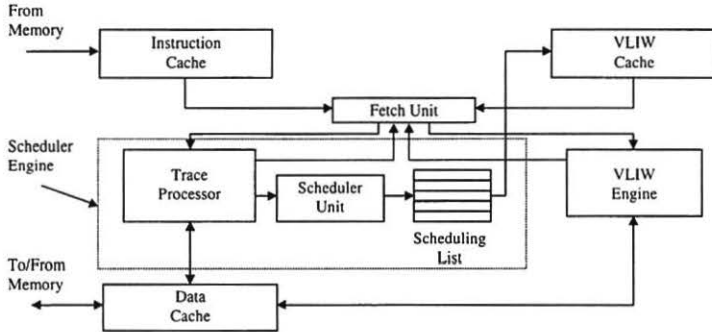 From
Memory
Instruction
Cache
VLIW
Cache
Fetch Unit
Scheduler
Engine
Trace
Processor
Scheduler
Unit
Scheduling
List
VLIW
Engine
To/From
Memory
Data
Cache